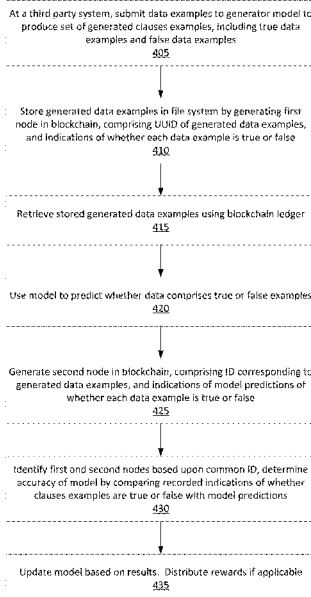 At a third party system, submit data examples to generator model to
produce set of generated clauses examples, including true data
examples and false data examples
405
Store generated data examples in file system by generating first
node in blockchain, comprising UUID of generated data examples,
and indications of whether each data example is true or false
410
Retrieve stored generated data examples using blockchain ledger
415
Use model to predict whether data comprises true or false examples
420
Generate second node in blockchain, comprising ID corresponding to
generated data examples, and indications of model predictions of
whether each data example is true or false
425
Identify first and second nodes based upon common ID, determine
accuracy of model by comparing recorded indications of whether
clauses examples are true or false with model predictions
430
Update model based on results. Distribute rewards if applicable
435